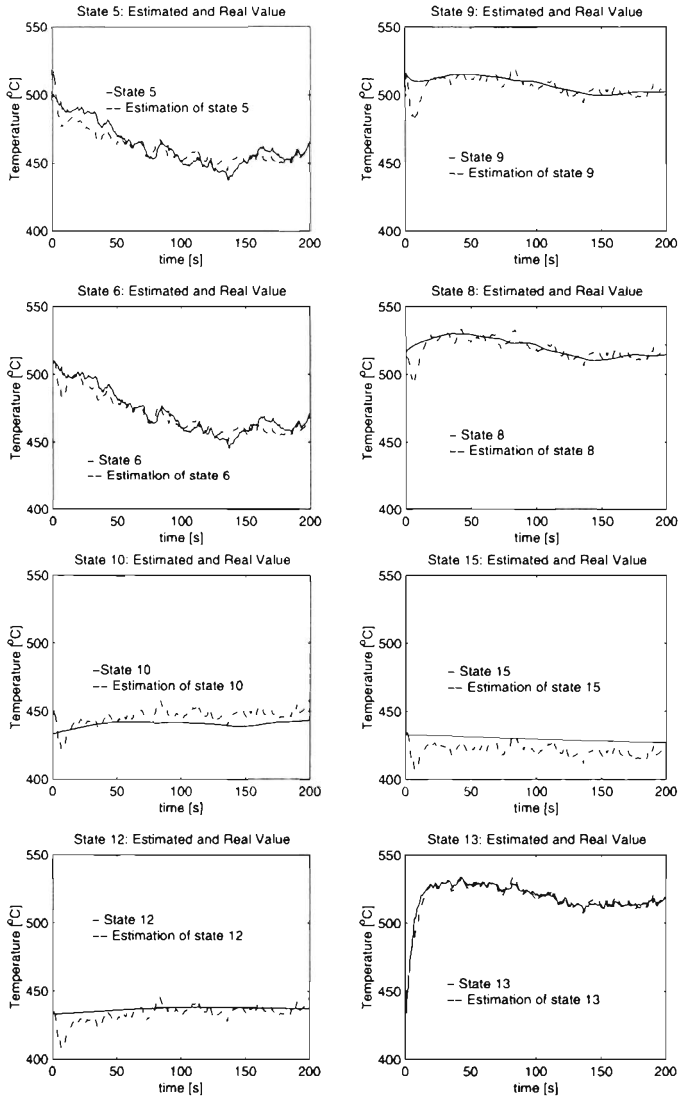 State 5: Estimated and Real Value
550
500
450
400
Temperature [°C]
–State 5
-- Estimation of state 5
0
50
100
150
200
time [s]
State 9: Estimated and Real Value
550
500
450
400
Temperature [°C]
– State 9
-- Estimation of state 9
0
50
100
150
200
time [s]
State 6: Estimated and Real Value
550
500
450
400
Temperature [°C]
– State 6
-- Estimation of state 6
0
50
100
150
200
time [s]
State 8: Estimated and Real Value
550
500
450
400
Temperature [°C]
– State 8
-- Estimation of state 8
0
50
100
150
200
time [s]
State 10: Estimated and Real Value
550
500
450
400
Temperature [°C]
–State 10
-- Estimation of state 10
0
50
100
150
200
time [s]
State 15: Estimated and Real Value
550
500
450
400
Temperature [°C]
– State 15
-- Estimation of state 15
0
50
100
150
200
time [s]
State 12: Estimated and Real Value
550
500
450
400
Temperature [°C]
– State 12
-- Estimation of state 12
0
50
100
150
200
time [s]
State 13: Estimated and Real Value
550
500
450
400
Temperature [°C]
– State 13
-- Estimation of state 13
0
50
100
150
200
time [s]